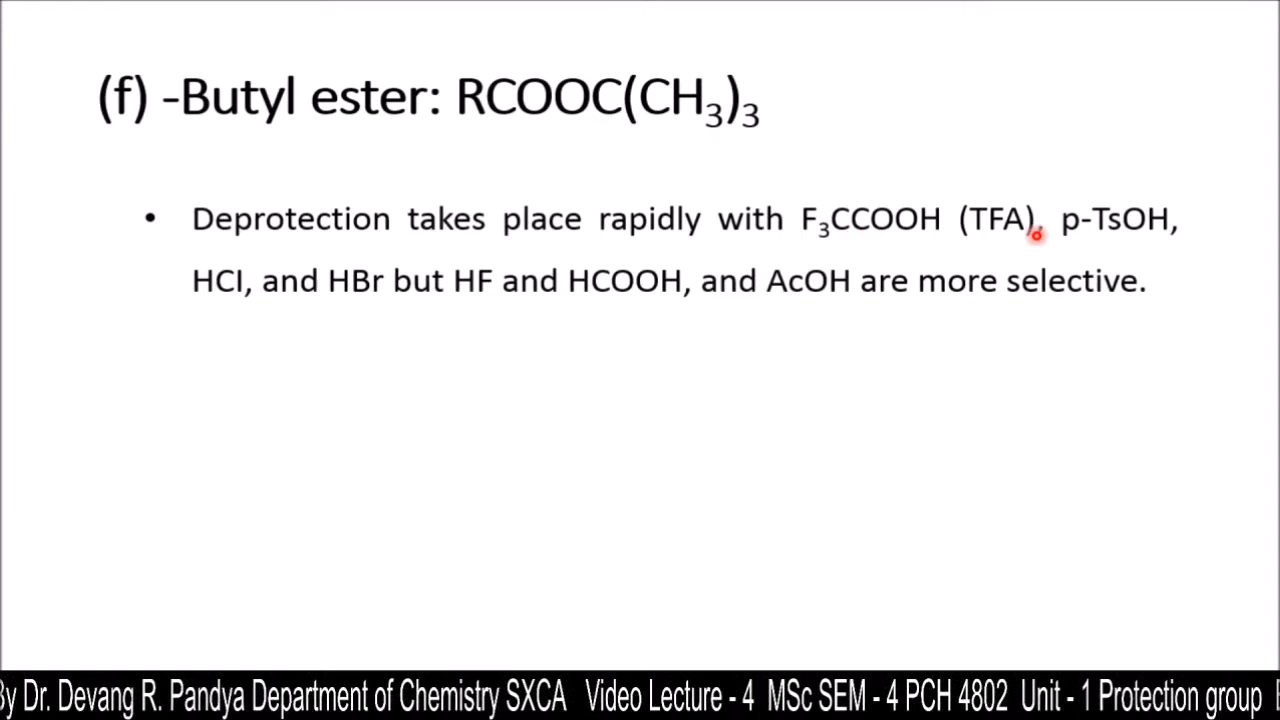 (f) -Butyl ester: RCOOC(CH₃)₃
• Deprotection takes place rapidly with F₃CCOOH (TFA), p-TsOH,
HCI, and HBr but HF and HCOOH, and AcOH are more selective.
By Dr. Devang R. Pandya Department of Chemistry SXCA Video Lecture - 4 MSc SEM - 4 PCH 4802 Unit - 1 Protection group